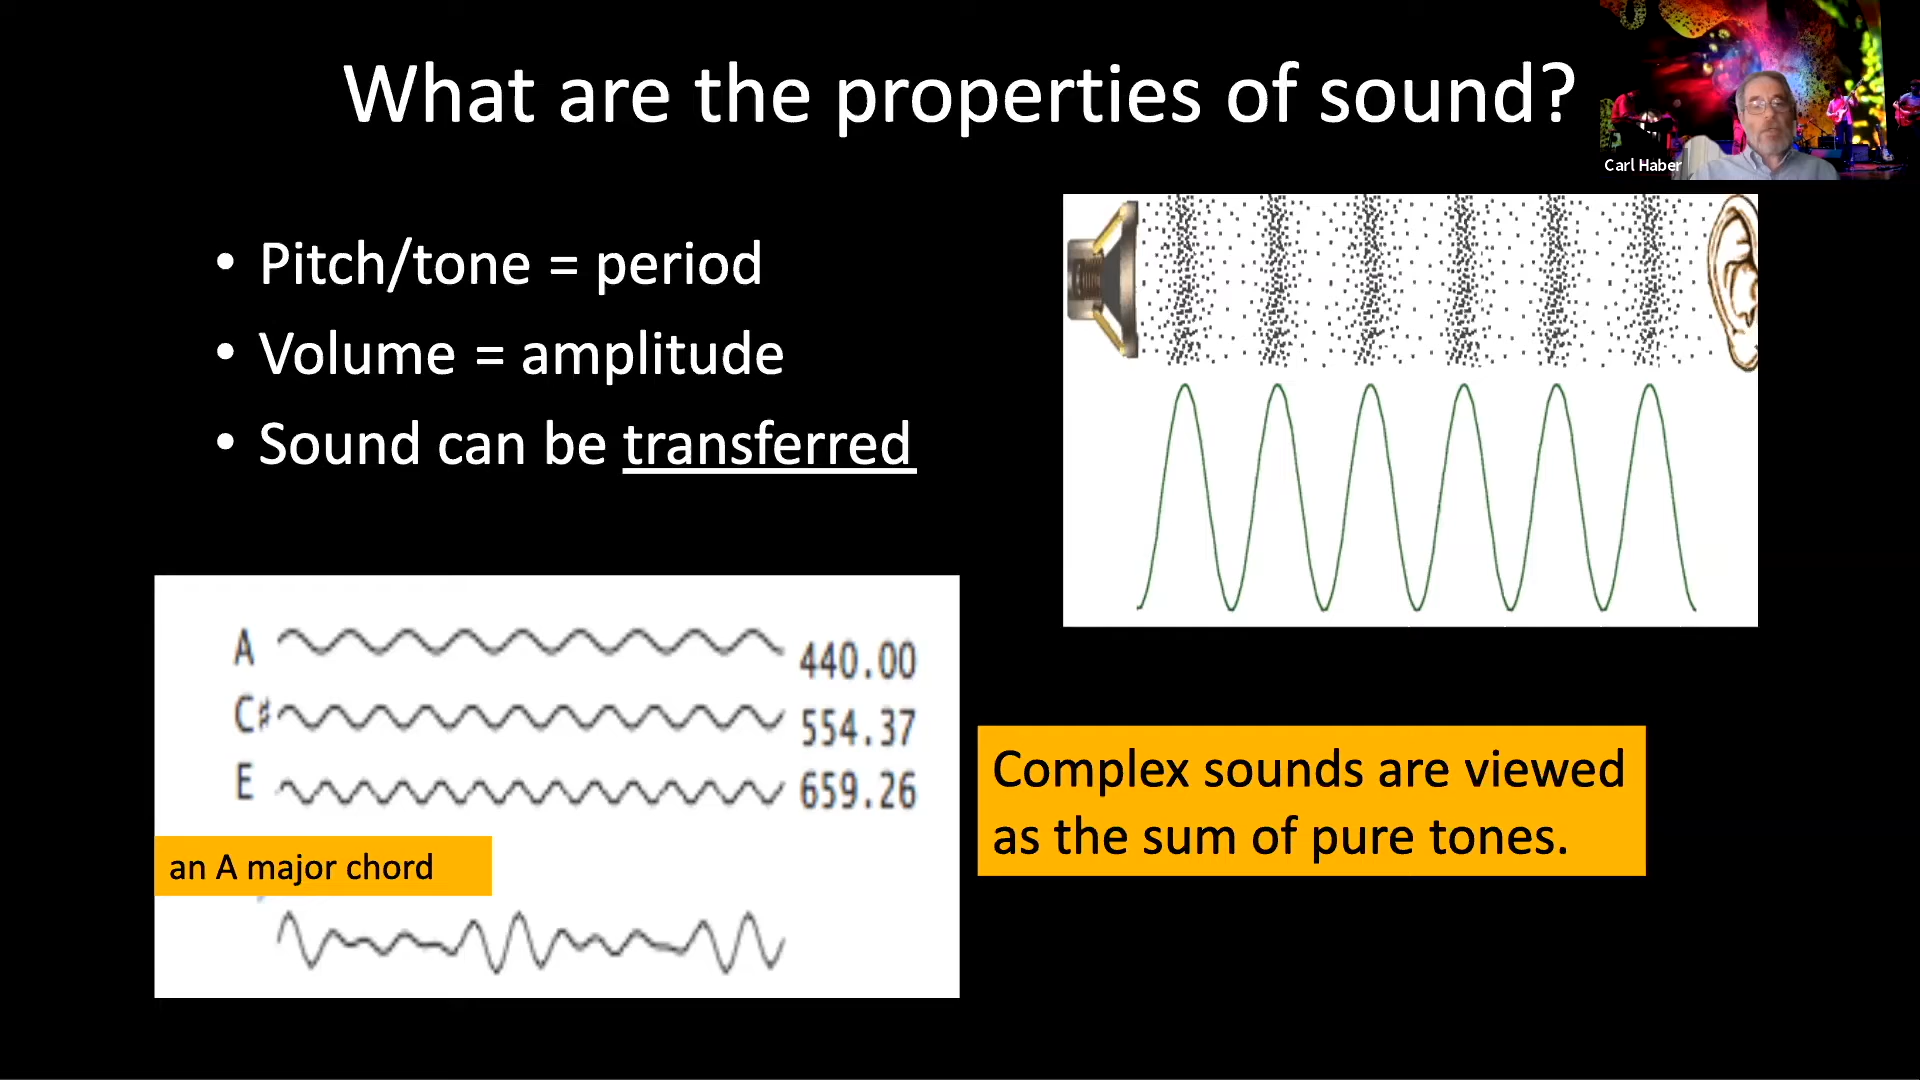 What are the properties of sound?
Carl Haber
• Pitch/tone = period
• Volume = amplitude
• Sound can be transferred
A 440.00
C♯ 554.37
E 659.26
an A major chord
Complex sounds are viewed
as the sum of pure tones.